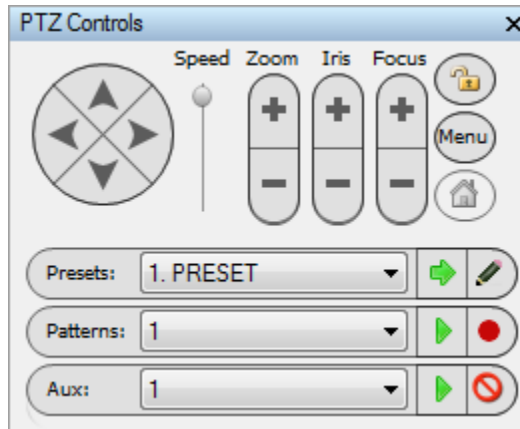 PTZ Controls
Speed Zoom Iris Focus
Menu
Presets: 1. PRESET
Patterns: 1
Aux: 1